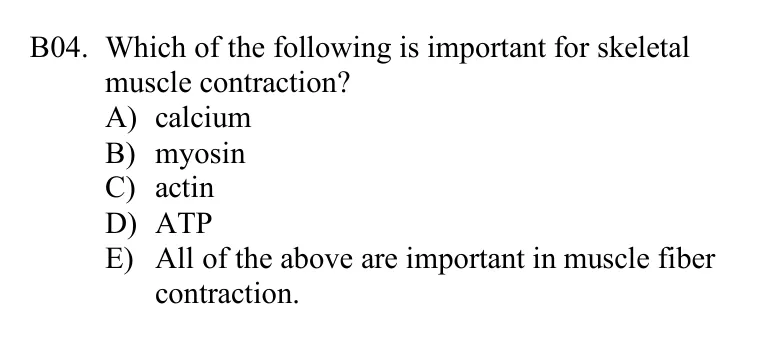 B04. Which of the following is important for skeletal
muscle contraction?
A) calcium
B) myosin
C) actin
D) ATP
E) All of the above are important in muscle fiber
contraction.